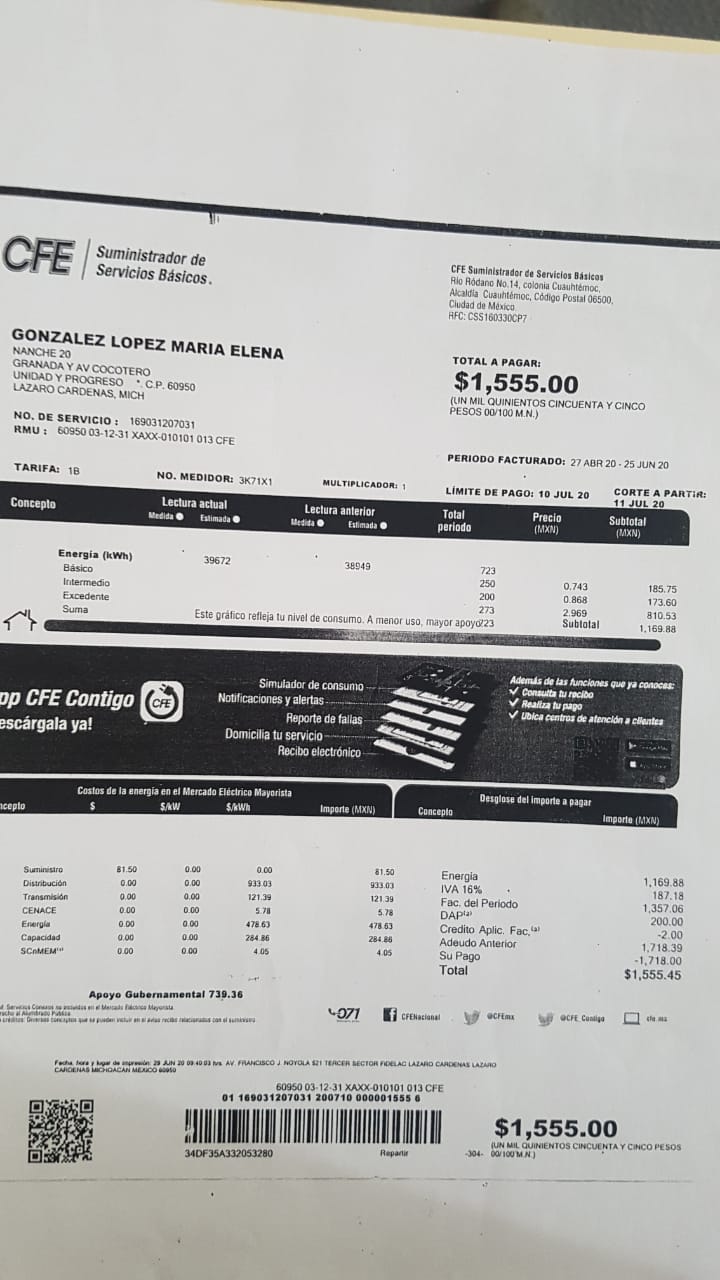 CFE
Suministrador de
Servicios Básicos.
CFE Suministrador de Servicios Básicos
Río Ródano No.14, colonia Cuauhtémoc,
Alcaldía Cuauhtémoc, Código Postal 06500,
Ciudad de México
RFC: CSS160330CP7
GONZALEZ LOPEZ MARIA ELENA
NANCHE 20
GRANADA Y AV COCOTERO
UNIDAD Y PROGRESO *. C.P. 60950
LAZARO CARDENAS, MICH
TOTAL A PAGAR:
$1,555.00
(UN MIL QUINIENTOS CINCUENTA Y CINCO
PESOS 00/100 M.N.)
NO. DE SERVICIO : 169031207031
RMU : 60950 03-12-31 XAXX-010101 013 CFE
PERIODO FACTURADO: 27 ABR 20 - 25 JUN 20
TARIFA: 1B NO. MEDIDOR: 3K71X1 MULTIPLICADOR: 1
LÍMITE DE PAGO: 10 JUL 20 CORTE A PARTIR:
11 JUL 20
Concepto Lectura actual Lectura anterior Total Precio Subtotal
Medida Estimada Medida Estimada periodo (MXN) (MXN)
Energía (kWh) 39672 38949 723
Básico 250 0.743 185.75
Intermedio 200 0.868 173.60
Excedente 273 2.969 810.53
Suma 723 Subtotal 1,169.88
Este gráfico refleja tu nivel de consumo. A menor uso, mayor apoyo
pp CFE Contigo
escárgala ya!
CFE
Simulador de consumo
Notificaciones y alertas
Reporte de fallas
Domicilia tu servicio
Recibo electrónico
Además de las funciones que ya conoces:
Consulta tu recibo
Realiza tu pago
Ubica centros de atención a clientes
Costos de la energía en el Mercado Eléctrico Mayorista
ncepto $ $/kW $/kWh Importe (MXN)
Suministro 81.50 0.00 0.00 81.50
Distribución 0.00 0.00 933.03 933.03
Transmisión 0.00 0.00 121.39 121.39
CENACE 0.00 0.00 5.78 5.78
Energía 0.00 0.00 478.63 478.63
Capacidad 0.00 0.00 284.86 284.86
SCnMEM 0.00 0.00 4.05 4.05
Desglose del importe a pagar
Concepto Importe (MXN)
Energía 1,169.88
IVA 16% 187.18
Fac. del Periodo 1,357.06
DAP(2) 200.00
Credito Aplic. Fac.(3) -2.00
Adeudo Anterior 1,718.39
Su Pago -1,718.00
Total $1,555.45
Apoyo Gubernamental 739.36
071
CFENacional
@CFEmx
@CFE_Contigo
cfe.mx
Fecha, hora y lugar de impresión: 29 JUN 20 09:40:03 hrs. AV. FRANCISCO J. NOYOLA 521 TERCER SECTOR FIDELAC LAZARO CARDENAS LAZARO
CARDENAS MICHOACAN MEXICO 60950
60950 03-12-31 XAXX-010101 013 CFE
01 169031207031 200710 000001555 6
34DF35A332053280
Repartir
$1,555.00
(UN MIL QUINIENTOS CINCUENTA Y CINCO PESOS
-304- 00/100 M.N.)